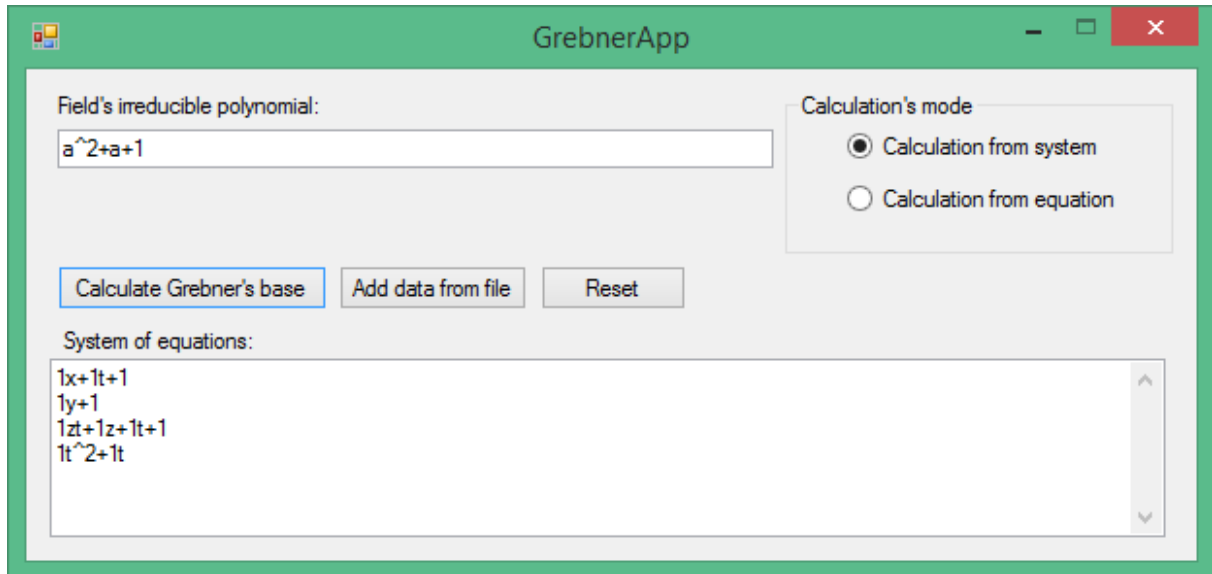 GrebnerApp
Field's irreducible polynomial:
a^2+a+1
Calculation's mode
Calculation from system
Calculation from equation
Calculate Grebner's base
Add data from file
Reset
System of equations:
1x+1t+1
1y+1
1zt+1z+1t+1
1t^2+1t